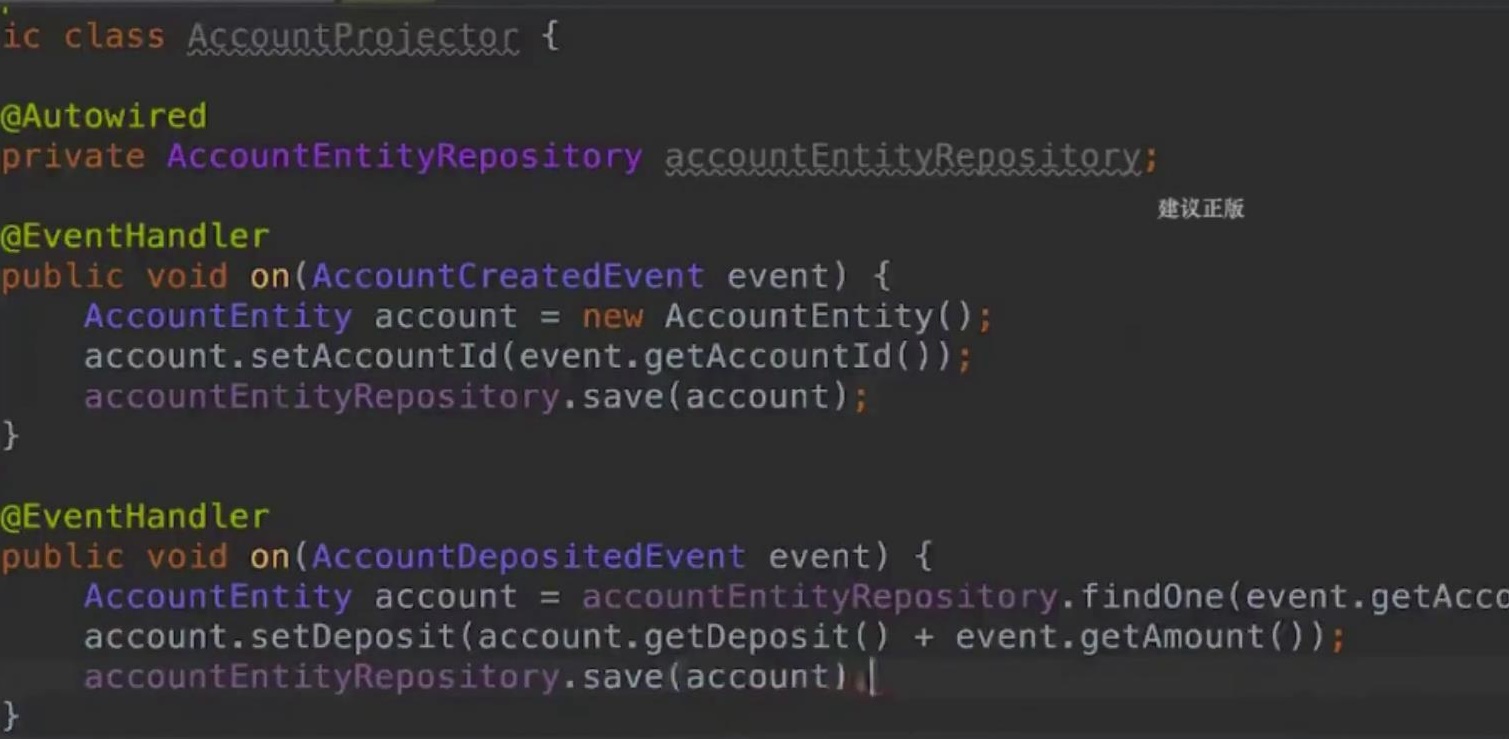 ic class AccountProjector {
@Autowired
private AccountEntityRepository accountEntityRepository;
建议正版
@EventHandler
public void on(AccountCreatedEvent event) {
AccountEntity account = new AccountEntity();
account.setAccountId(event.getAccountId());
accountEntityRepository.save(account);
}
@EventHandler
public void on(AccountDepositedEvent event) {
AccountEntity account = accountEntityRepository.findOne(event.getAcco
account.setDeposit(account.getDeposit() + event.getAmount());
accountEntityRepository.save(account)
}